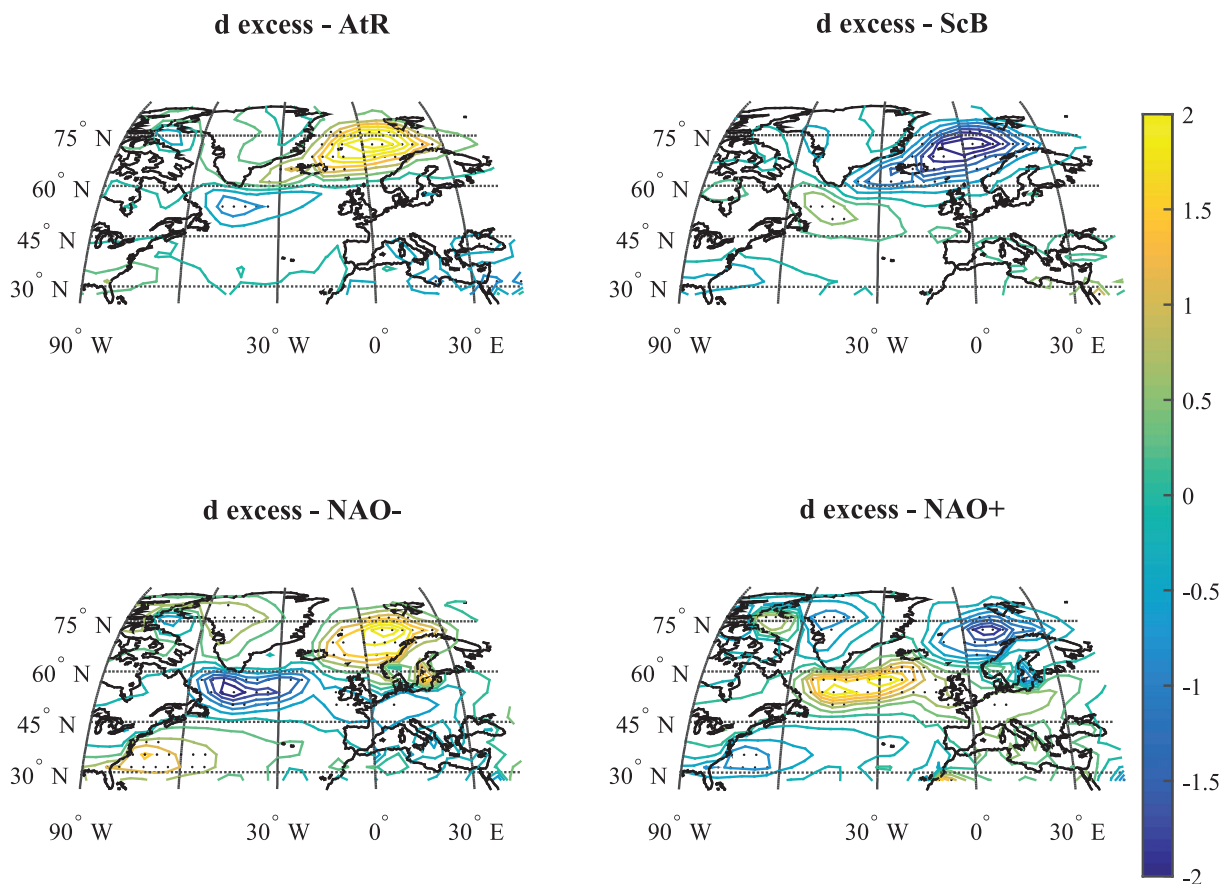 d excess - AtR
d excess - ScB
75° N
60° N
45° N
30° N
90° W
30° W
0°
30° E
75° N
60° N
45° N
30° N
90° W
30° W
0°
30° E
d excess - NAO-
d excess - NAO+
75° N
60° N
45° N
30° N
90° W
30° W
0°
30° E
75° N
60° N
45° N
30° N
90° W
30° W
0°
30° E
2
1.5
1
0.5
0
-0.5
-1
-1.5
-2